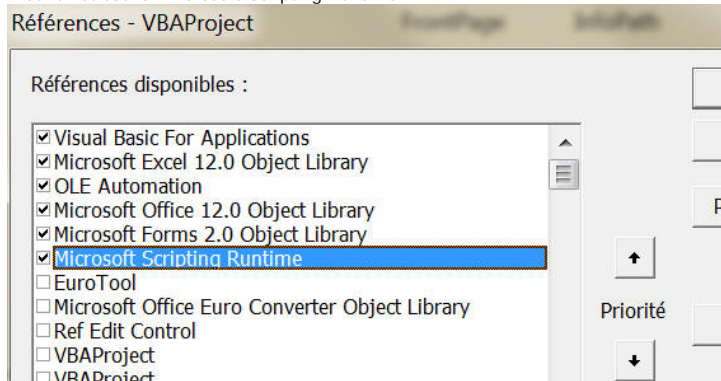 Références - VBAProject
Références disponibles :
Visual Basic For Applications
Microsoft Excel 12.0 Object Library
OLE Automation
Microsoft Office 12.0 Object Library
Microsoft Forms 2.0 Object Library
Microsoft Scripting Runtime
EuroTool
Microsoft Office Euro Converter Object Library
Ref Edit Control
VBAProject
VBAProject
Priorité